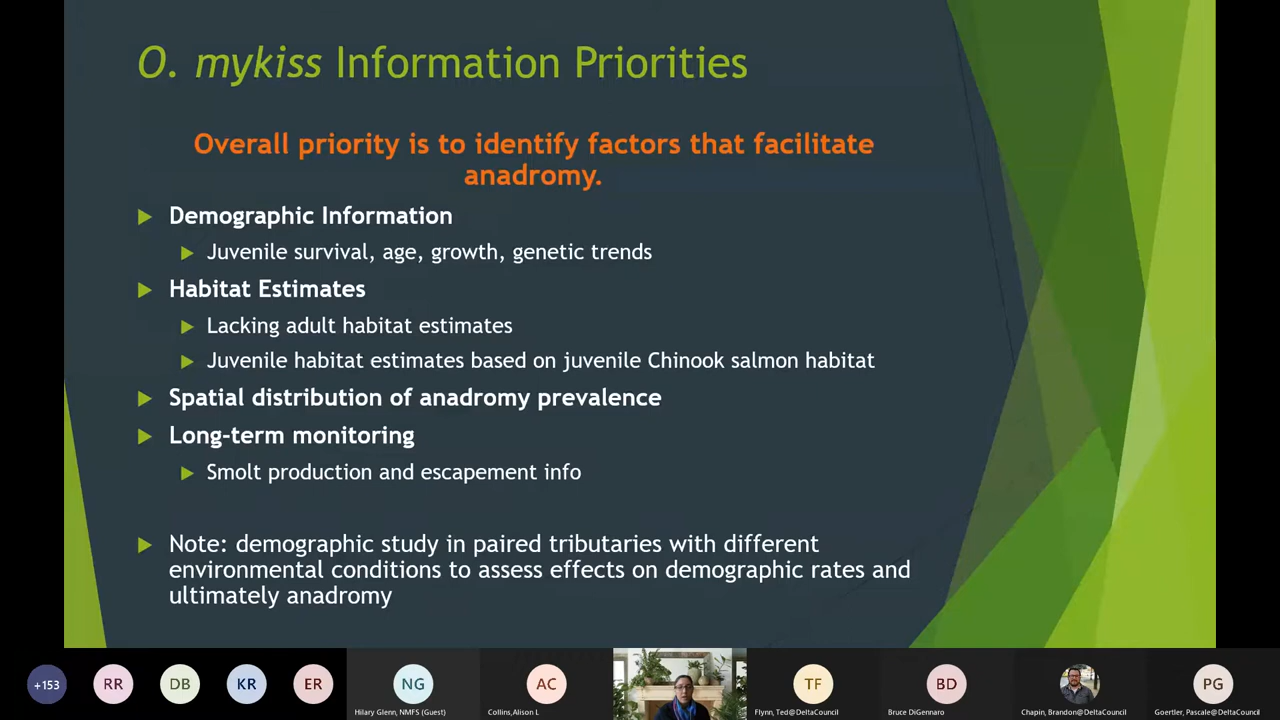 O. mykiss Information Priorities
Overall priority is to identify factors that facilitate
anadromy.
Demographic Information
Juvenile survival, age, growth, genetic trends
Habitat Estimates
Lacking adult habitat estimates
Juvenile habitat estimates based on juvenile Chinook salmon habitat
Spatial distribution of anadromy prevalence
Long-term monitoring
Smolt production and escapement info
Note: demographic study in paired tributaries with different
environmental conditions to assess effects on demographic rates and
ultimately anadromy
+153
RR
DB
KR
ER
NG
AC
TF
BD
PG
Hilary Glenn, NMFS (Guest)
Collins,Alison L
Flynn, Ted@DeltaCouncil
Bruce DiGennaro
Chapin, Brandon@DeltaCouncil
Goertler, Pascale@DeltaCouncil